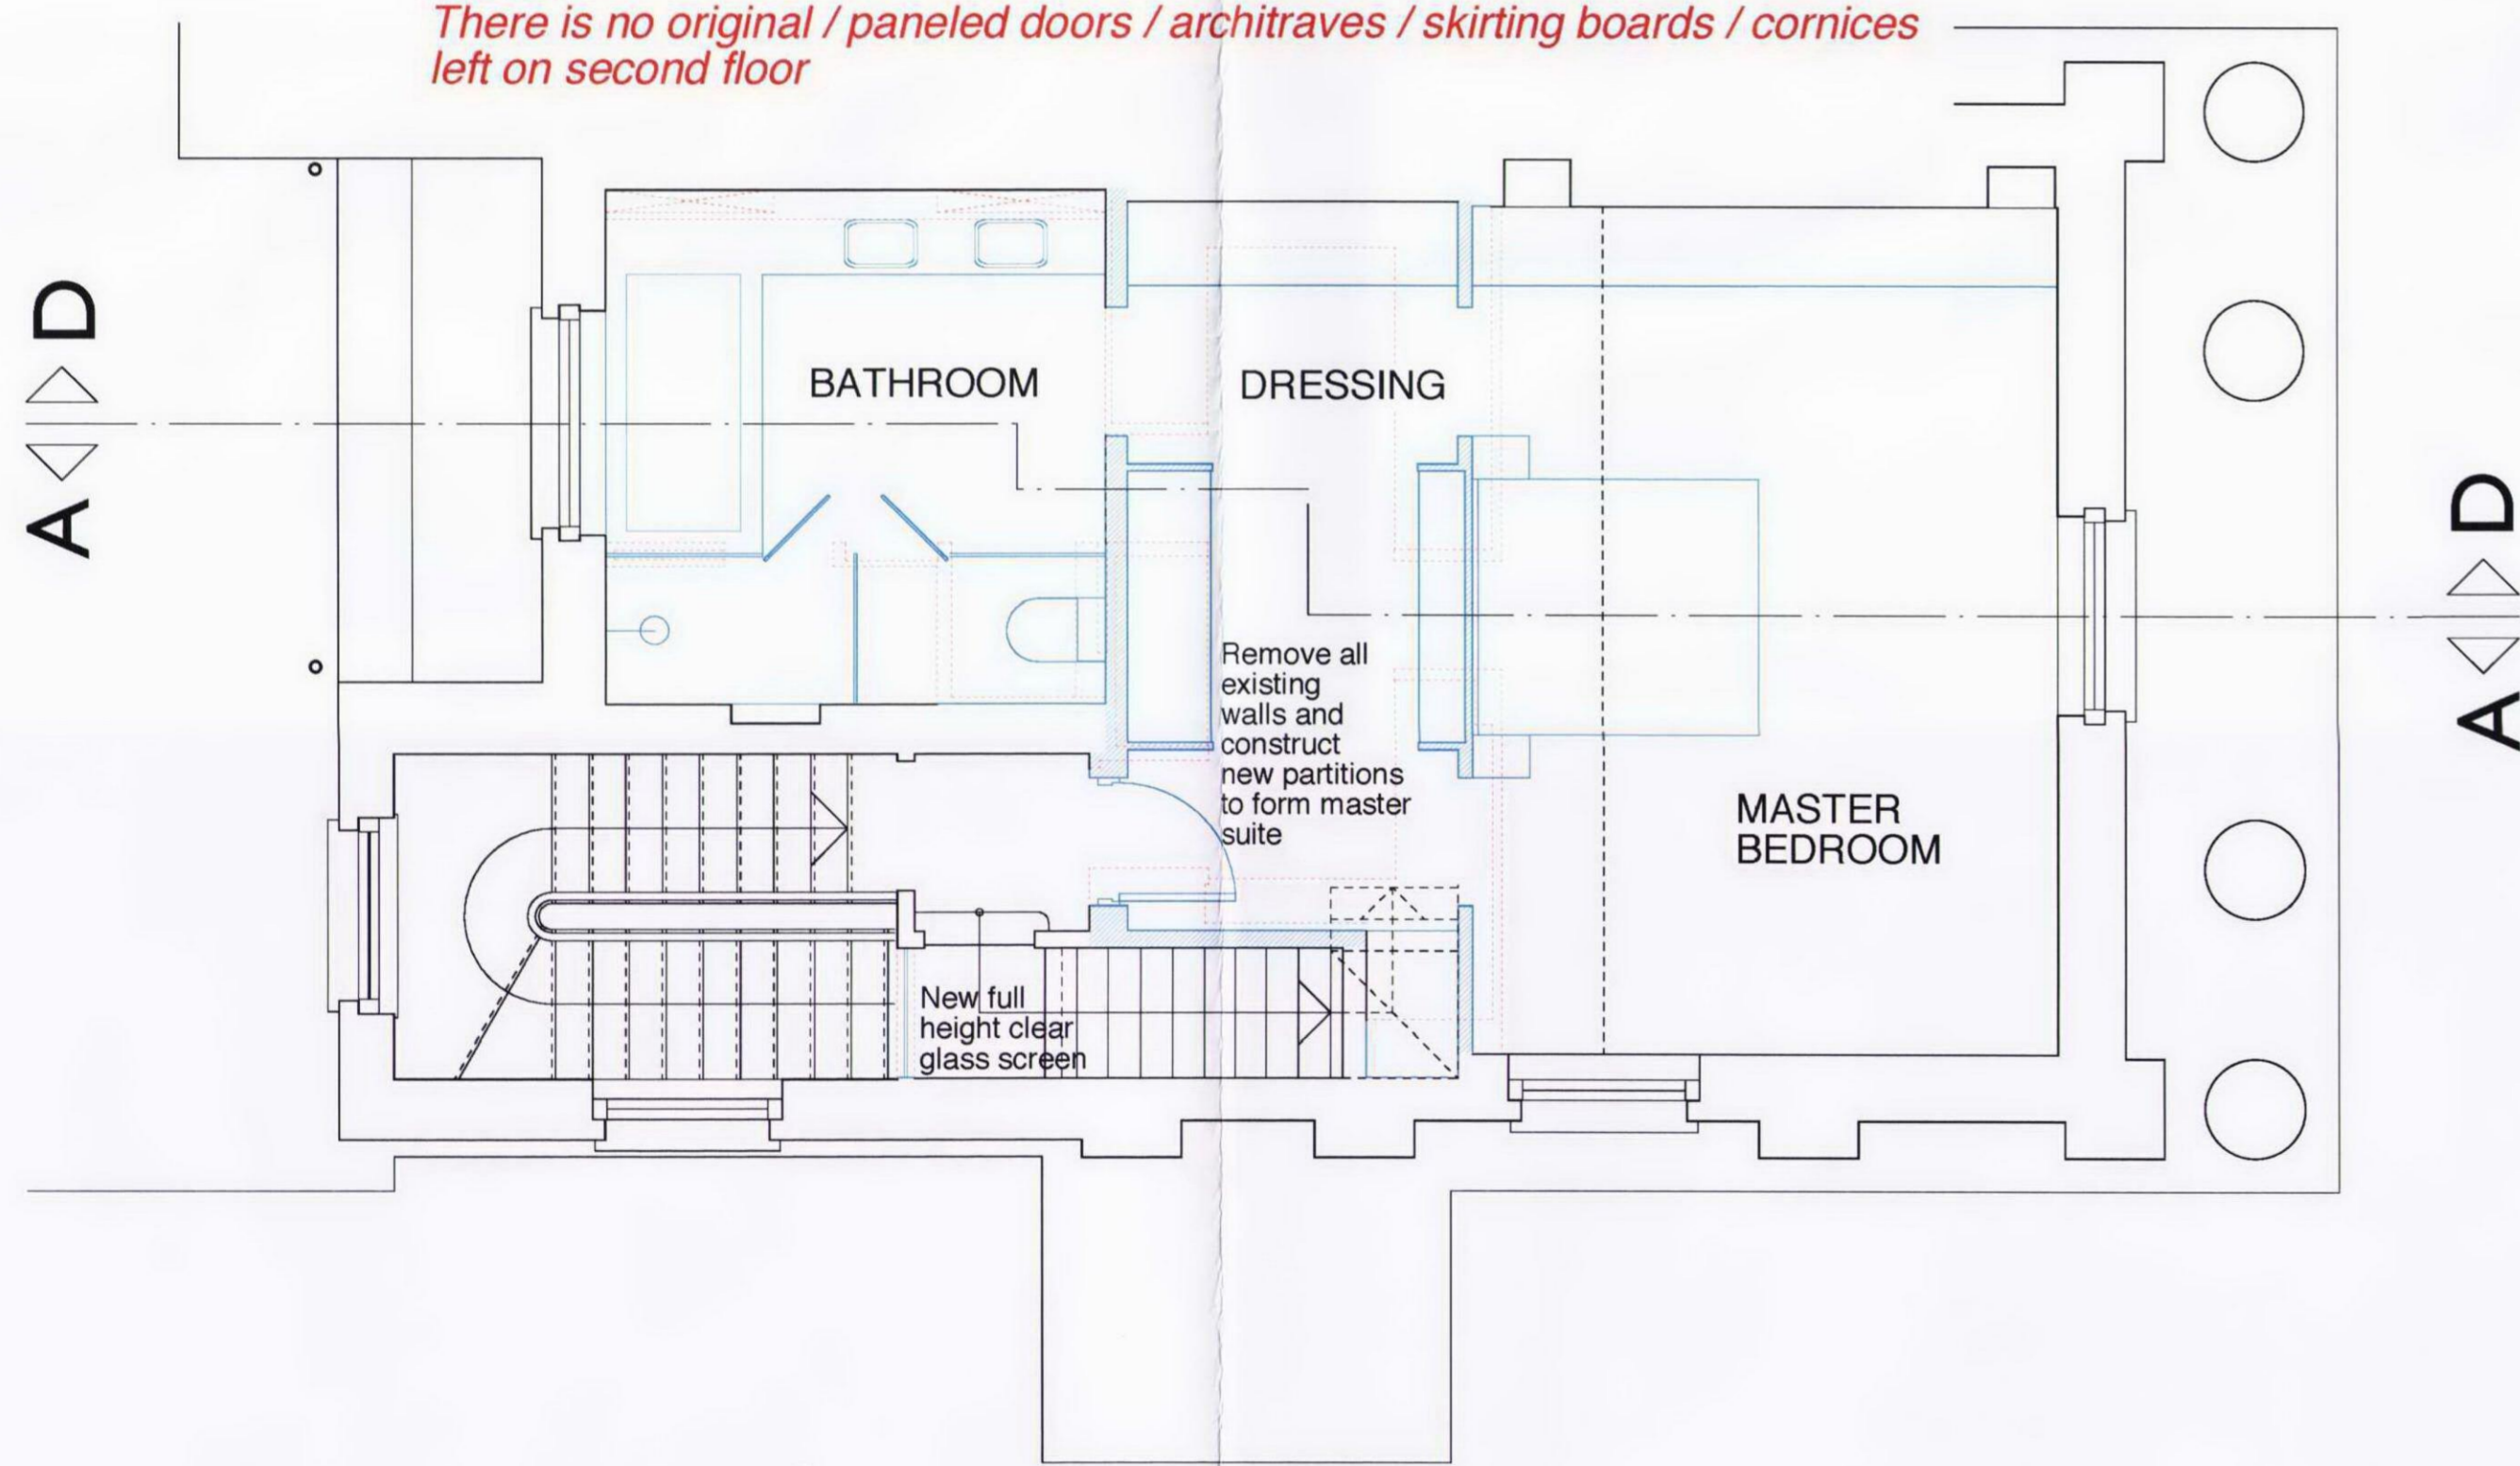 There is no original / paneled doors / architraves / skirting boards / cornices
left on second floor
D
A
BATHROOM
DRESSING
D
A
Remove all
existing
walls and
construct
new partitions
to form master
suite
MASTER
BEDROOM
New full
height clear
glass screen